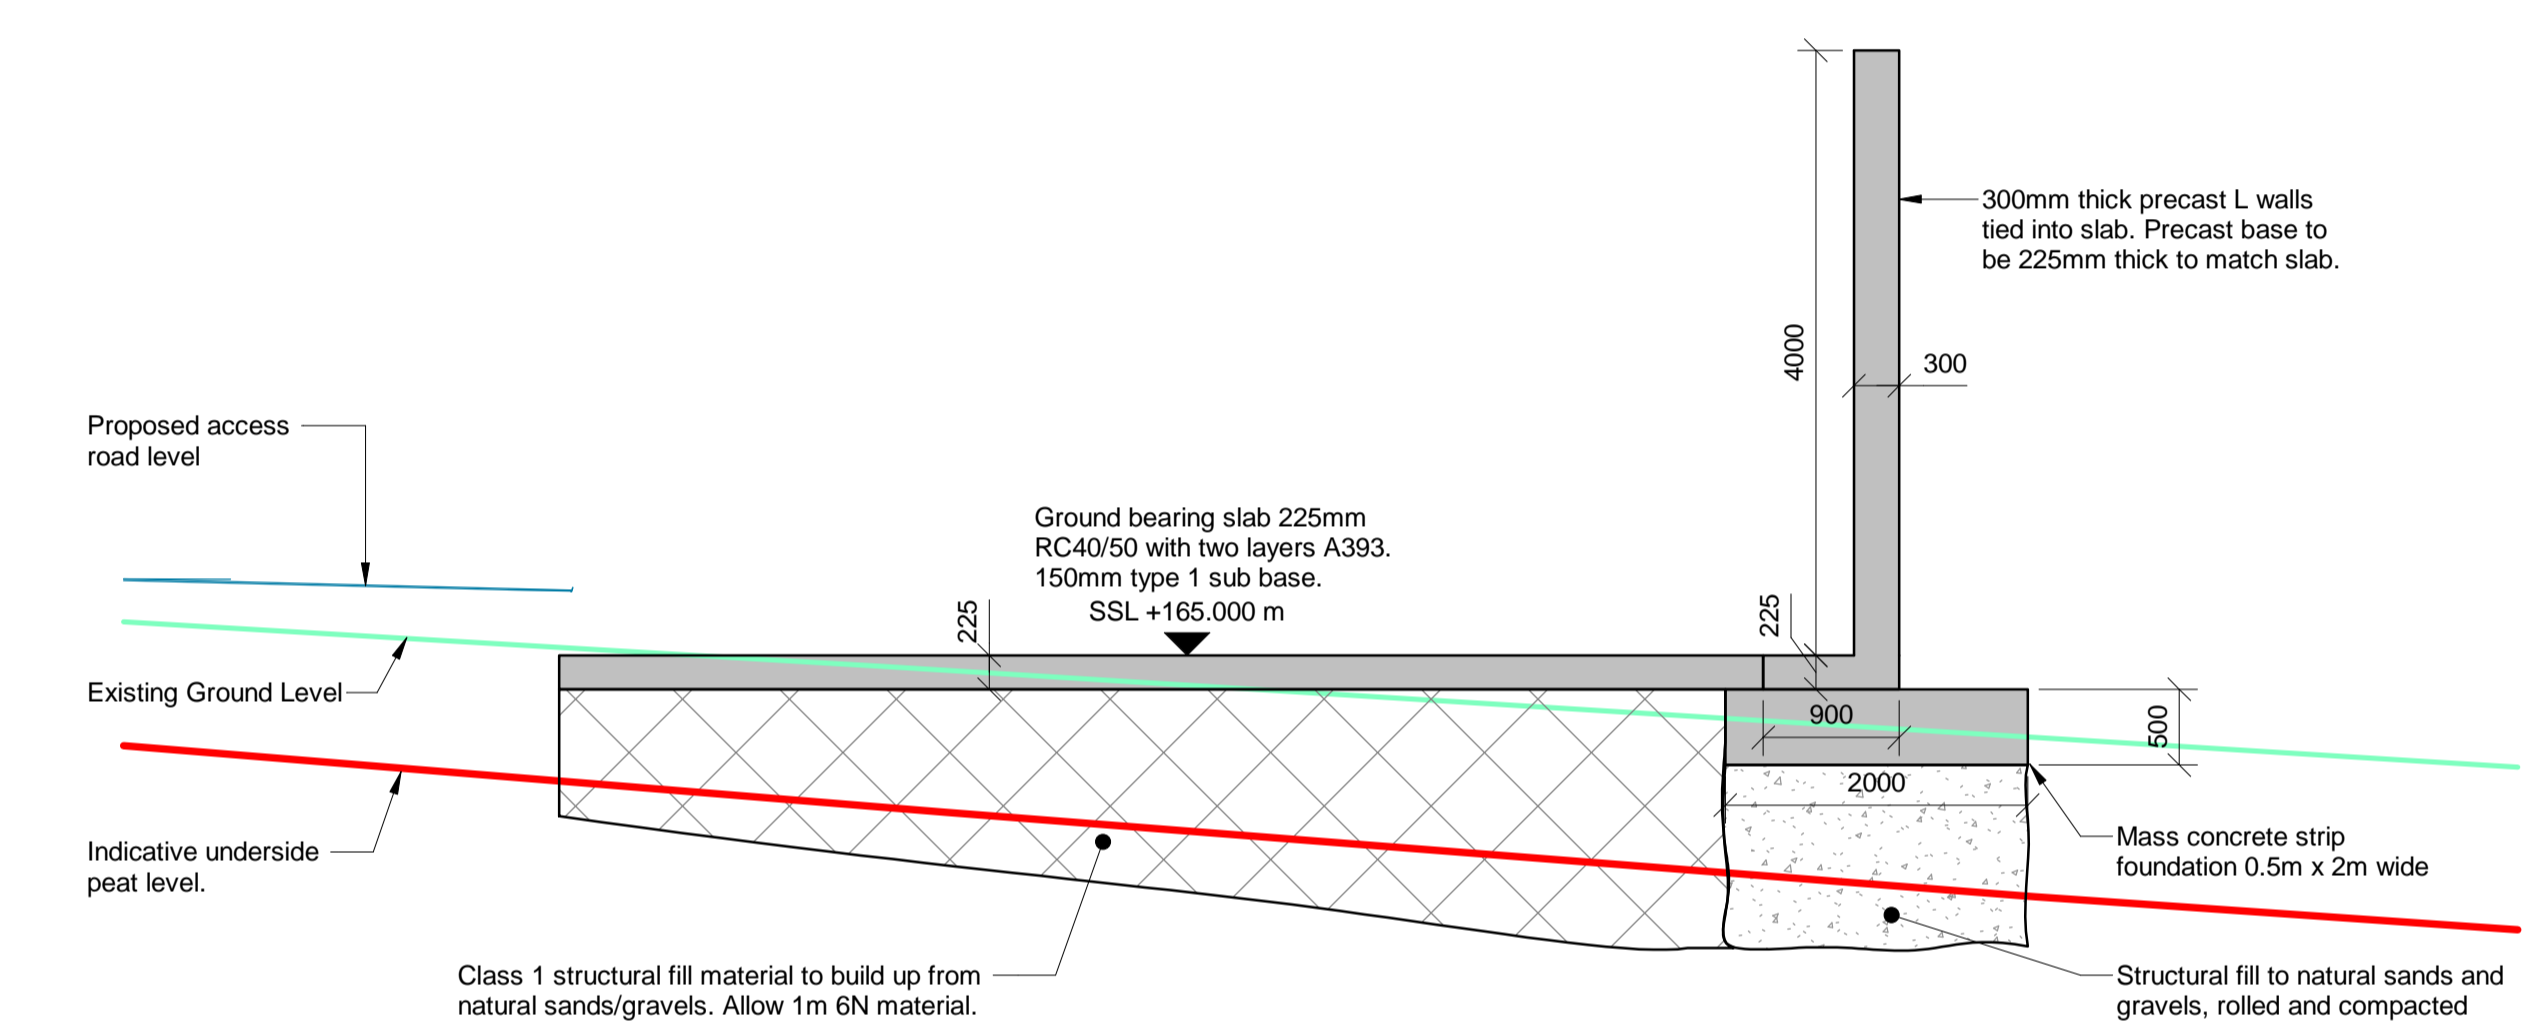 300mm thick precast L walls
tied into slab. Precast base to
be 225mm thick to match slab.
4000
300
Proposed access
road level
Ground bearing slab 225mm
RC40/50 with two layers A393.
150mm type 1 sub base.
SSL +165.000 m
225
225
Existing Ground Level
900
500
2000
Indicative underside
peat level.
Mass concrete strip
foundation 0.5m x 2m wide
Class 1 structural fill material to build up from
natural sands/gravels. Allow 1m 6N material.
Structural fill to natural sands and
gravels, rolled and compacted